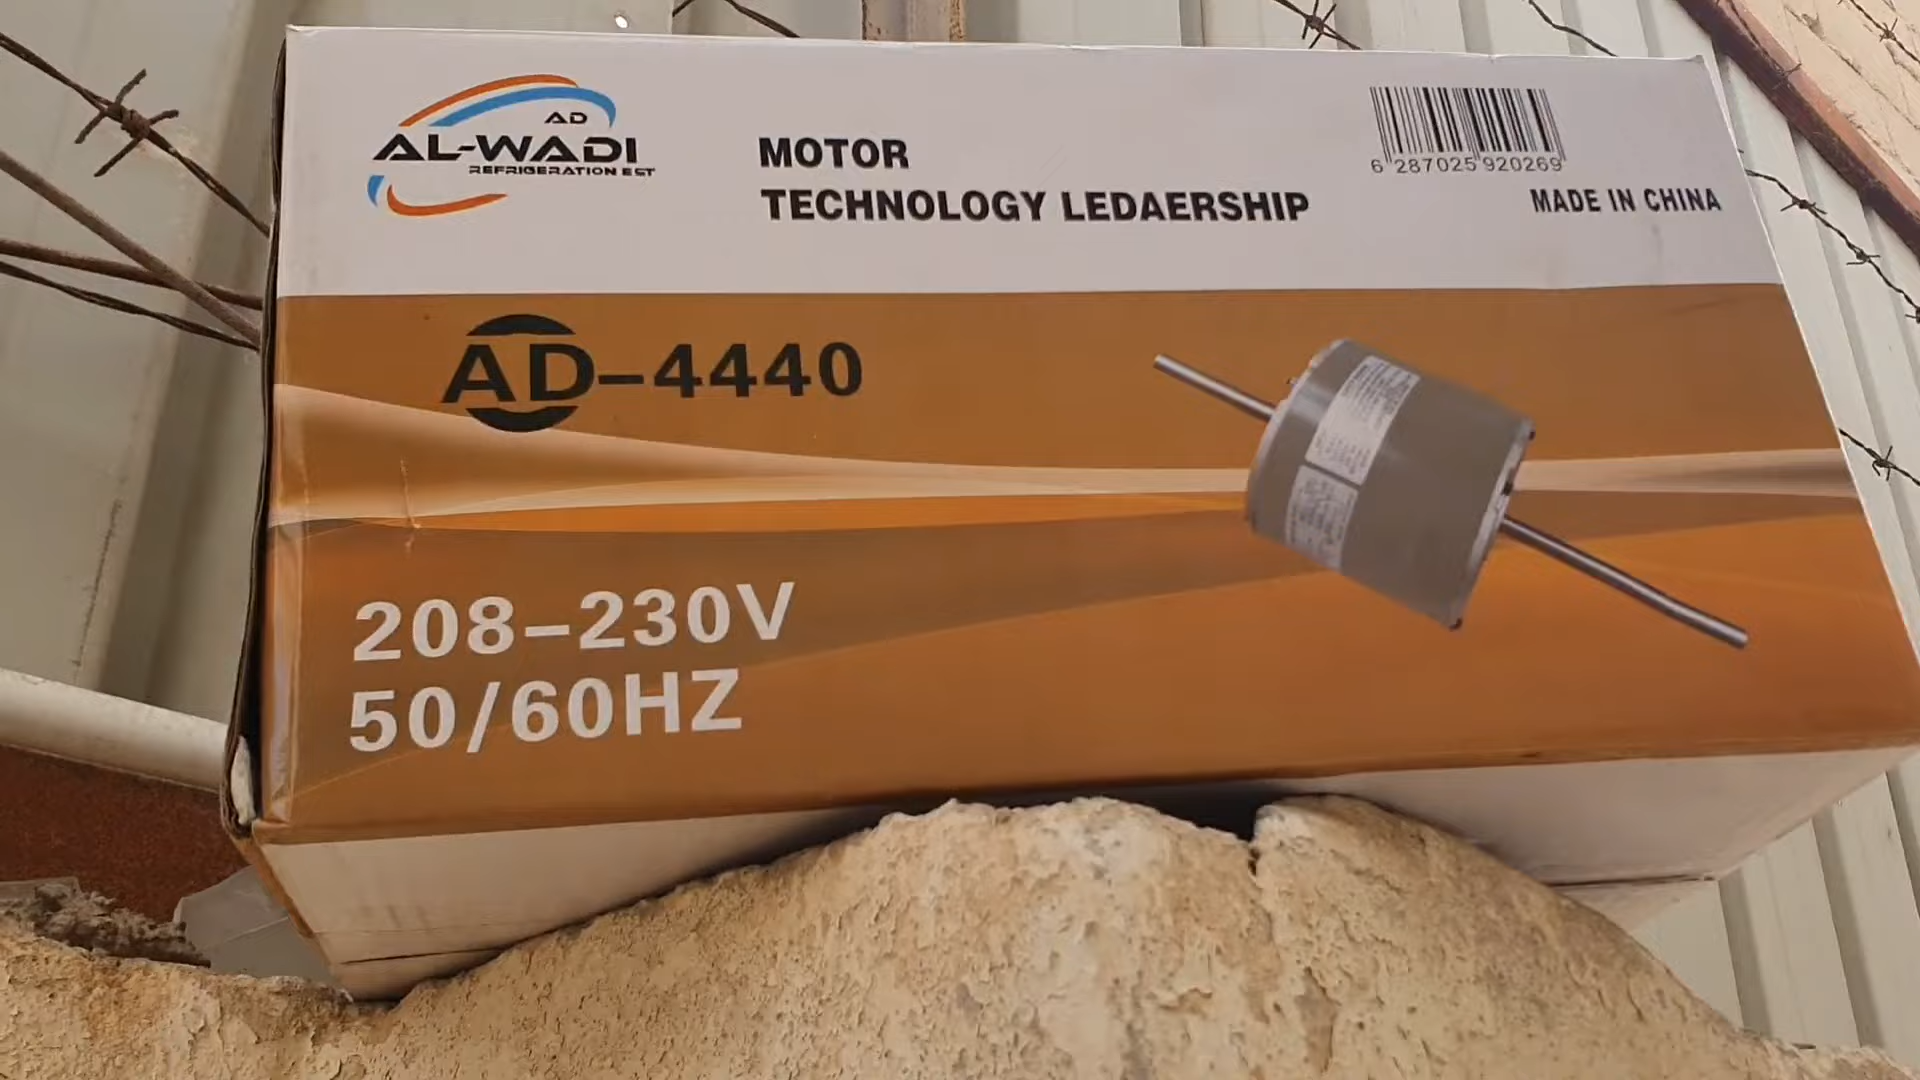 AD
AL-WADI
REFRIGERATION EST
MOTOR
TECHNOLOGY LEDAERSHIP
6 287025 920269
MADE IN CHINA
AD-4440
208-230V
50/60HZ